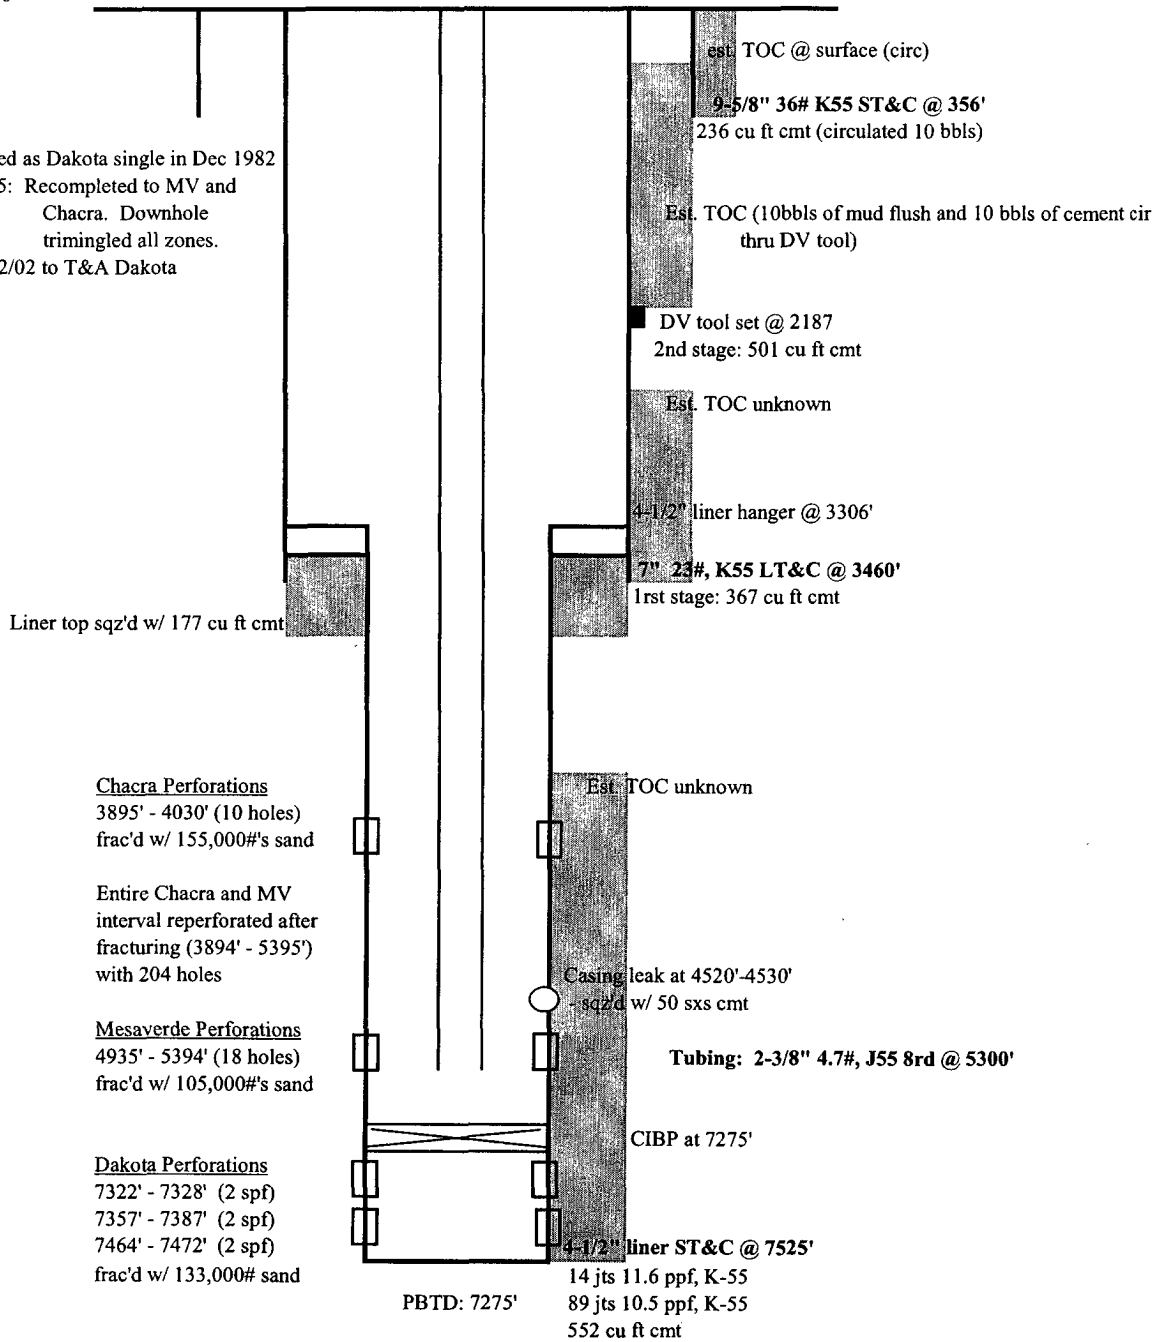 est. TOC @ surface (circ)
9-5/8" 36# K55 ST&C @ 356'
236 cu ft cmt (circulated 10 bbls)
ed as Dakota single in Dec 1982
5: Recompleted to MV and
Chacra. Downhole
trimingled all zones.
2/02 to T&A Dakota
Est. TOC (10bbls of mud flush and 10 bbls of cement cir
thru DV tool)
DV tool set @ 2187
2nd stage: 501 cu ft cmt
Est. TOC unknown
4-1/2" liner hanger @ 3306'
7" 23#, K55 LT&C @ 3460'
1rst stage: 367 cu ft cmt
Liner top sqz'd w/ 177 cu ft cmt
Chacra Perforations
3895' - 4030' (10 holes)
frac'd w/ 155,000#'s sand
Est. TOC unknown
Entire Chacra and MV
interval reperforated after
fracturing (3894' - 5395')
with 204 holes
Casing leak at 4520'-4530'
- sqz'd w/ 50 sxs cmt
Mesaverde Perforations
4935' - 5394' (18 holes)
frac'd w/ 105,000#'s sand
Tubing: 2-3/8" 4.7#, J55 8rd @ 5300'
CIBP at 7275'
Dakota Perforations
7322' - 7328' (2 spf)
7357' - 7387' (2 spf)
7464' - 7472' (2 spf)
frac'd w/ 133,000# sand
4-1/2" liner ST&C @ 7525'
14 jts 11.6 ppf, K-55
89 jts 10.5 ppf, K-55
552 cu ft cmt
PBTD: 7275'